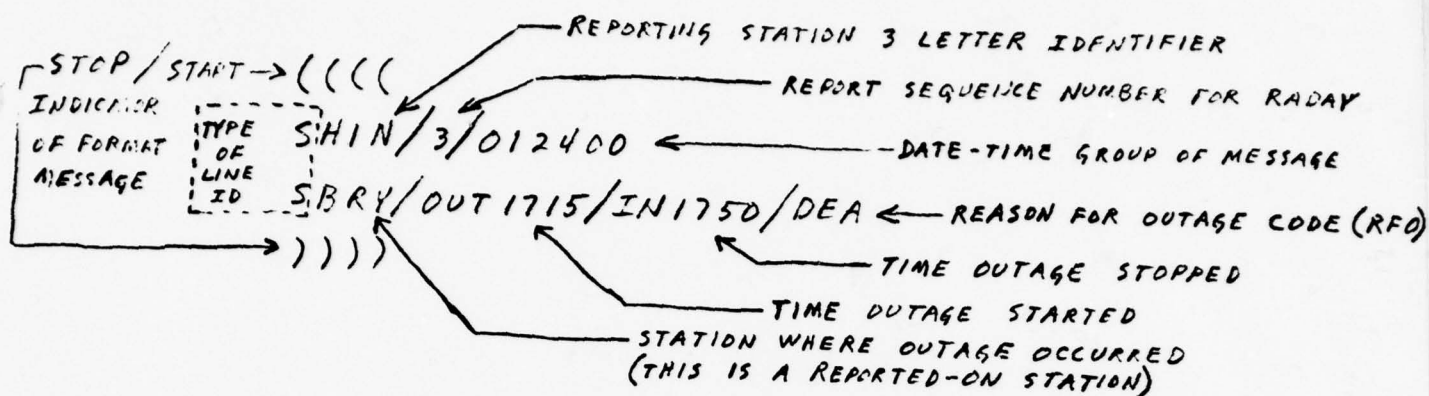 REPORTING STATION 3 LETTER IDENTIFIER
STOP / START → ( ( ( (
REPORT SEQUENCE NUMBER FOR RADAY
INDICATOR
OF FORMAT
MESSAGE
TYPE
OF
LINE
ID
SHIN/3/012400 ← DATE-TIME GROUP OF MESSAGE
SBRY/OUT 1715/IN1750/DEA ← REASON FOR OUTAGE CODE (RFO)
) ) ) )
TIME OUTAGE STOPPED
TIME OUTAGE STARTED
STATION WHERE OUTAGE OCCURRED
(THIS IS A REPORTED-ON STATION)